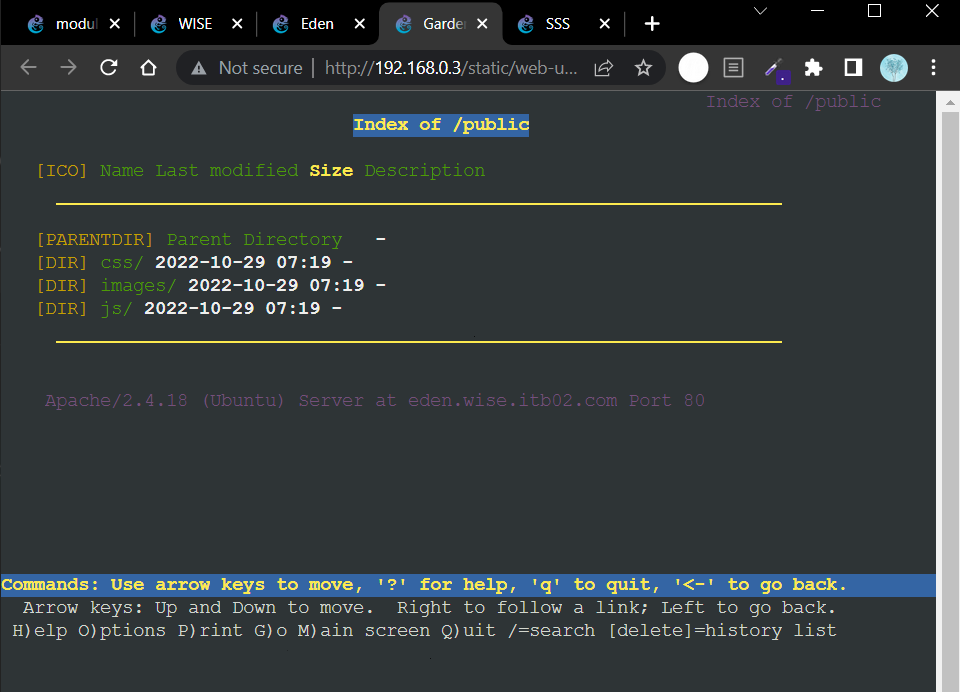 modul
WISE
Eden
Garde
SSS
Not secure | http://192.168.0.3/static/web-u...
Index of /public
Index of /public
[ICO] Name Last modified Size Description
[PARENTDIR] Parent Directory -
[DIR] css/ 2022-10-29 07:19 -
[DIR] images/ 2022-10-29 07:19 -
[DIR] js/ 2022-10-29 07:19 -
Apache/2.4.18 (Ubuntu) Server at eden.wise.itb02.com Port 80
Commands: Use arrow keys to move, '?' for help, 'q' to quit, '<-' to go back.
Arrow keys: Up and Down to move. Right to follow a link; Left to go back.
H)elp O)ptions P)rint G)o M)ain screen Q)uit /=search [delete]=history list